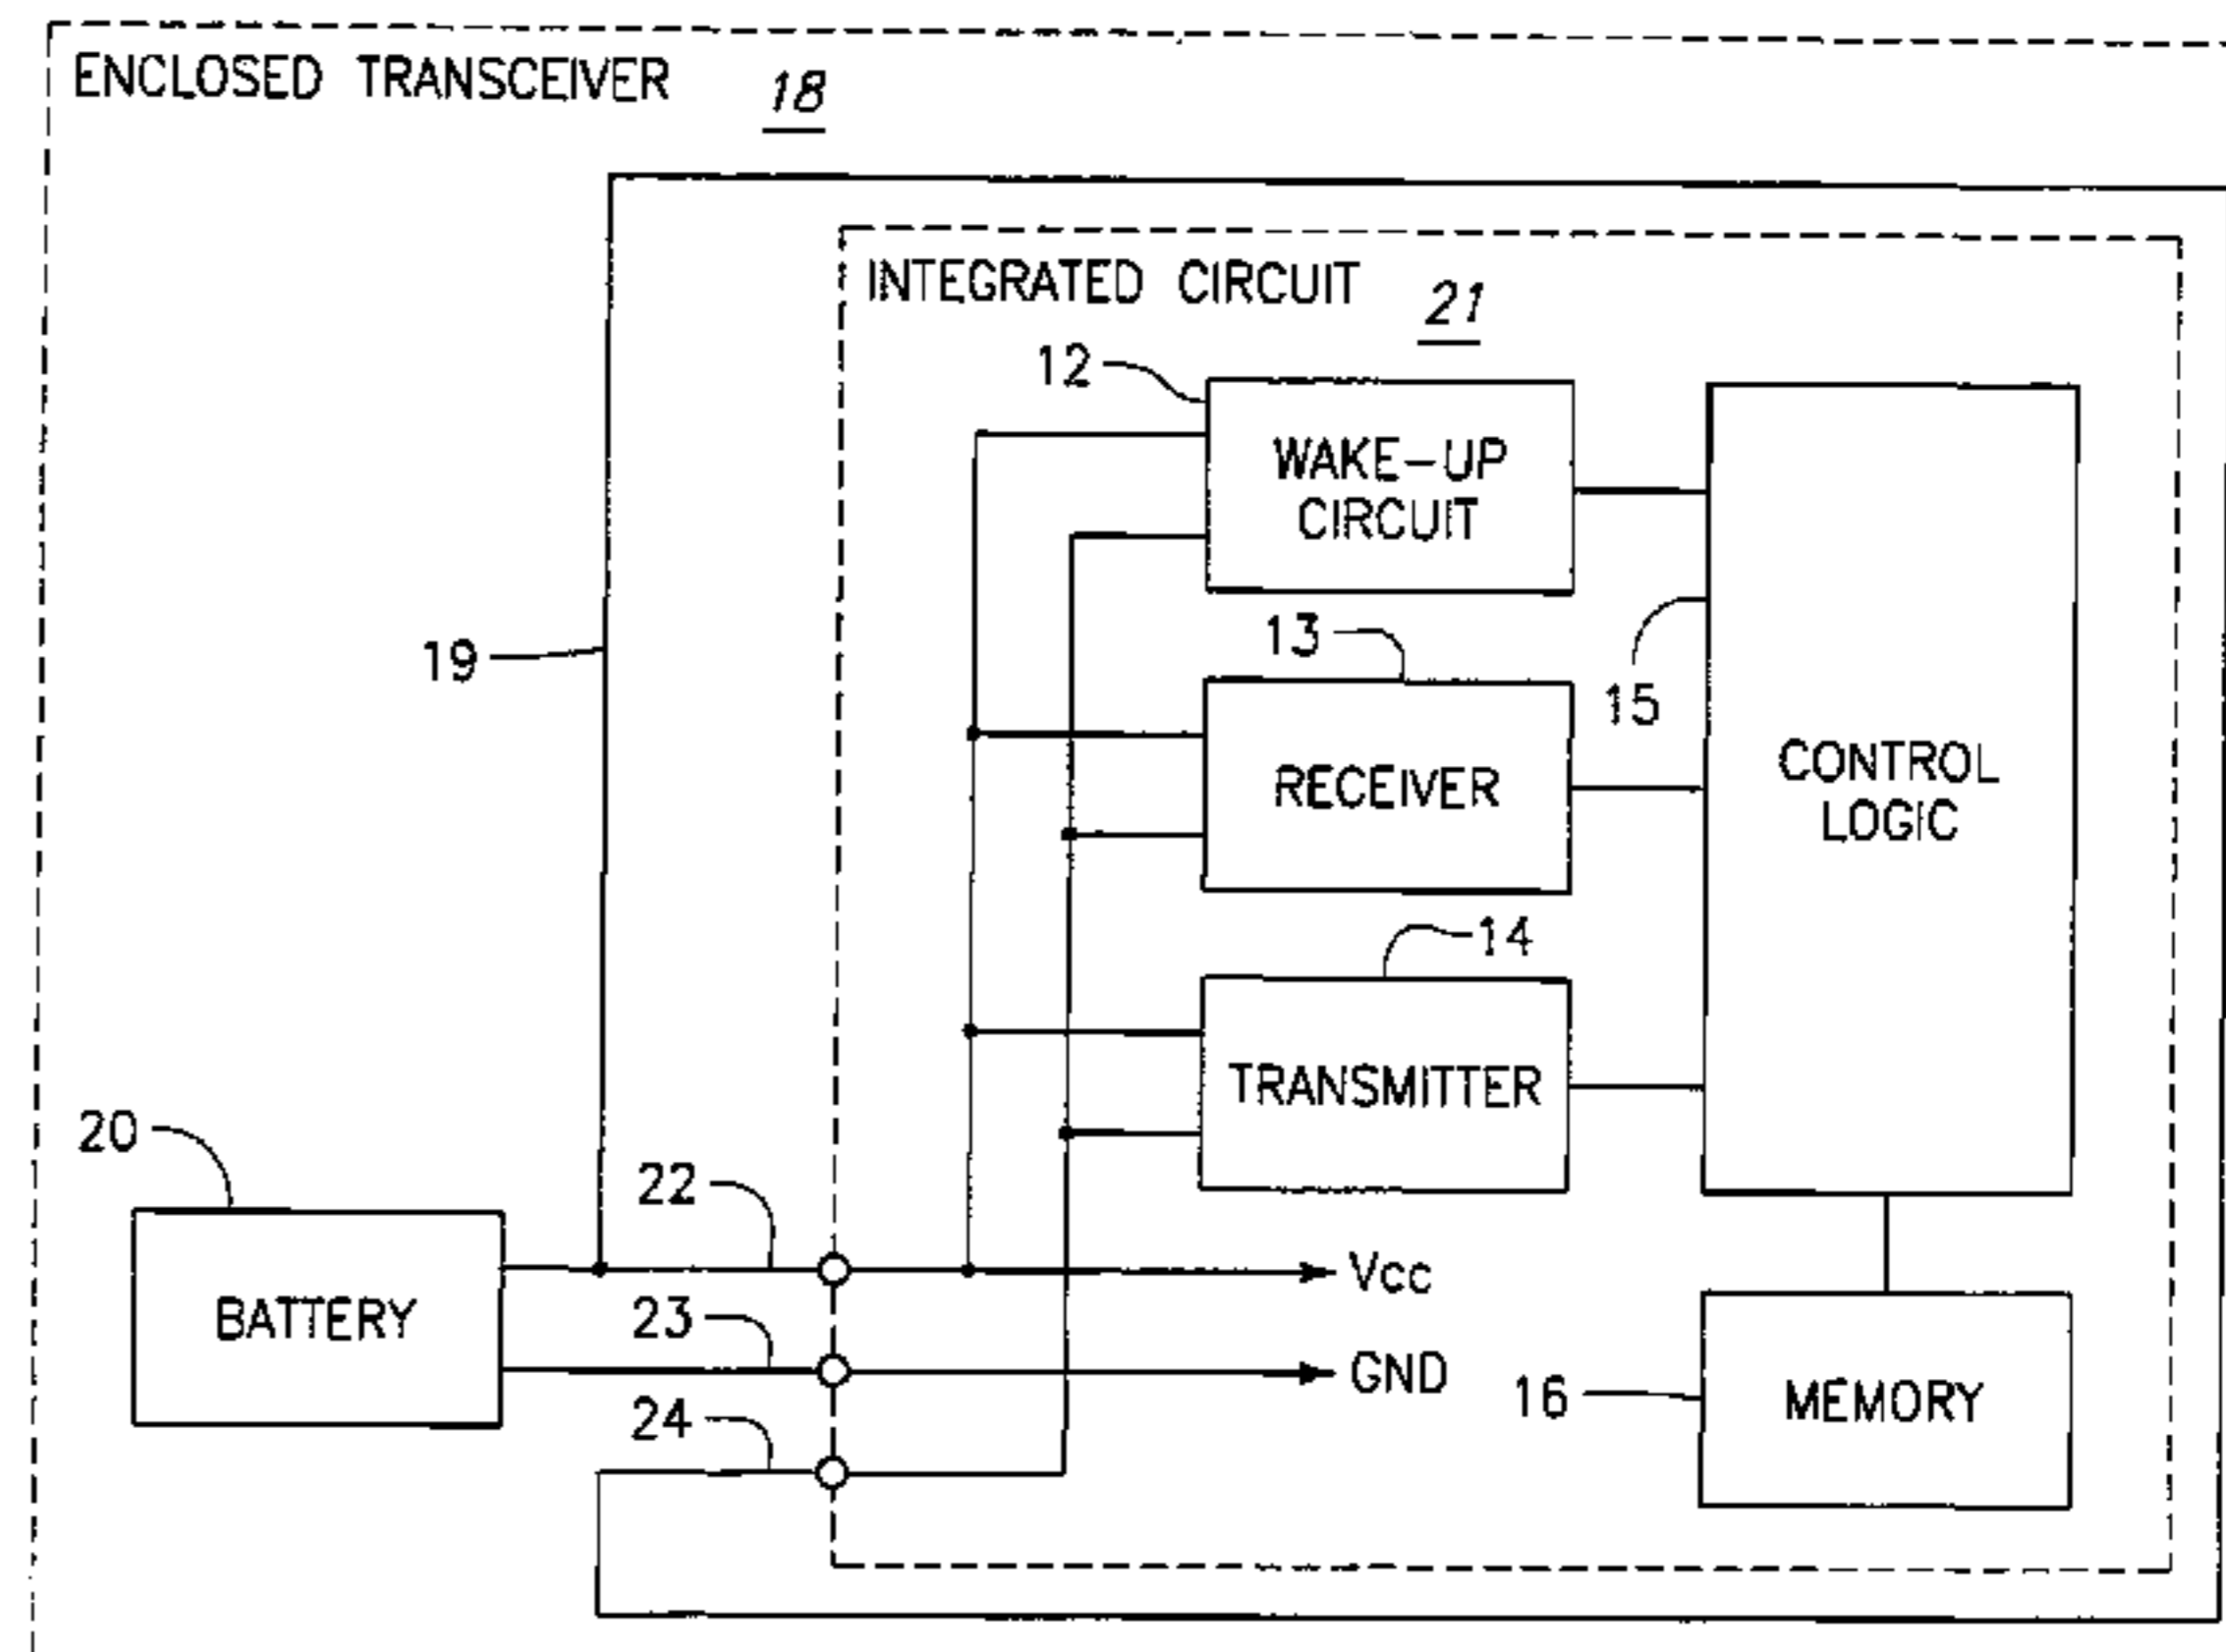 ENCLOSED TRANSCEIVER 18
INTEGRATED CIRCUIT 21
12
WAKE-UP
CIRCUIT
13
19
15
RECEIVER
CONTROL
LOGIC
14
TRANSMITTER
20
22
BATTERY
Vcc
23
GND
24
16
MEMORY